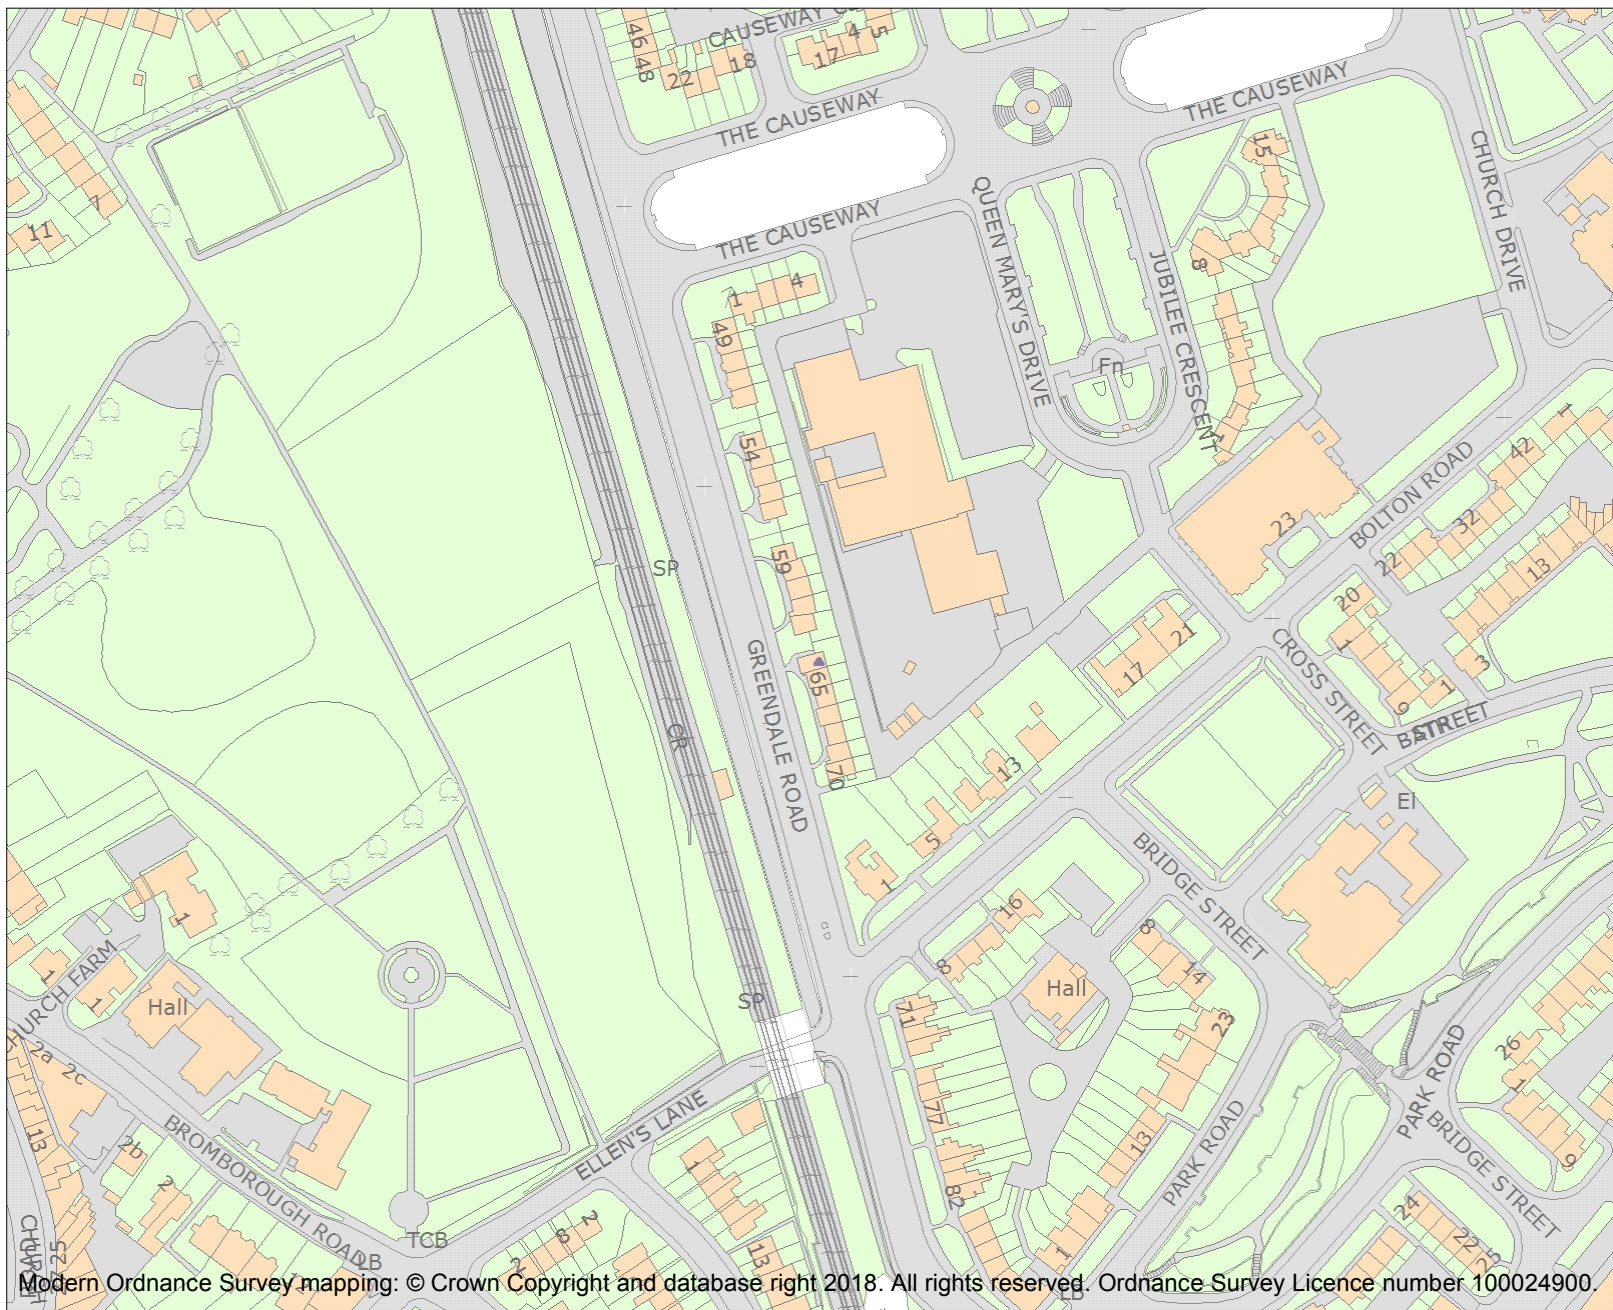 CAUSEWAY
46
48
22
18
17
4
5
THE CAUSEWAY
THE CAUSEWAY
THE CAUSEWAY
CHURCH DRIVE
15
8
7
11
QUEEN MARY'S DRIVE
JUBILEE CRESCENT
1
4
49
Fn
1
54
1
42
BOLTON ROAD
32
23
22
SP
59
13
20
1
3
1
9
CROSS STREET
21
17
GREENDALE ROAD
65
70
CR
BATH STREET
13
El
5
1
BRIDGE STREET
1
16
8
8
14
CHURCH FARM
1
1
Hall
Hall
SP
71
23
PARK ROAD
26
1
2a
2c
77
13
PARK ROAD
BRIDGE STREET
9
13
2b
2
BROMBOROUGH ROAD
ELLEN'S LANE
1
82
24
22
25
TCB
LB
2
8
2
13
1
25
LB
Modern Ordnance Survey mapping: © Crown Copyright and database right 2018. All rights reserved. Ordnance Survey Licence number 100024900.